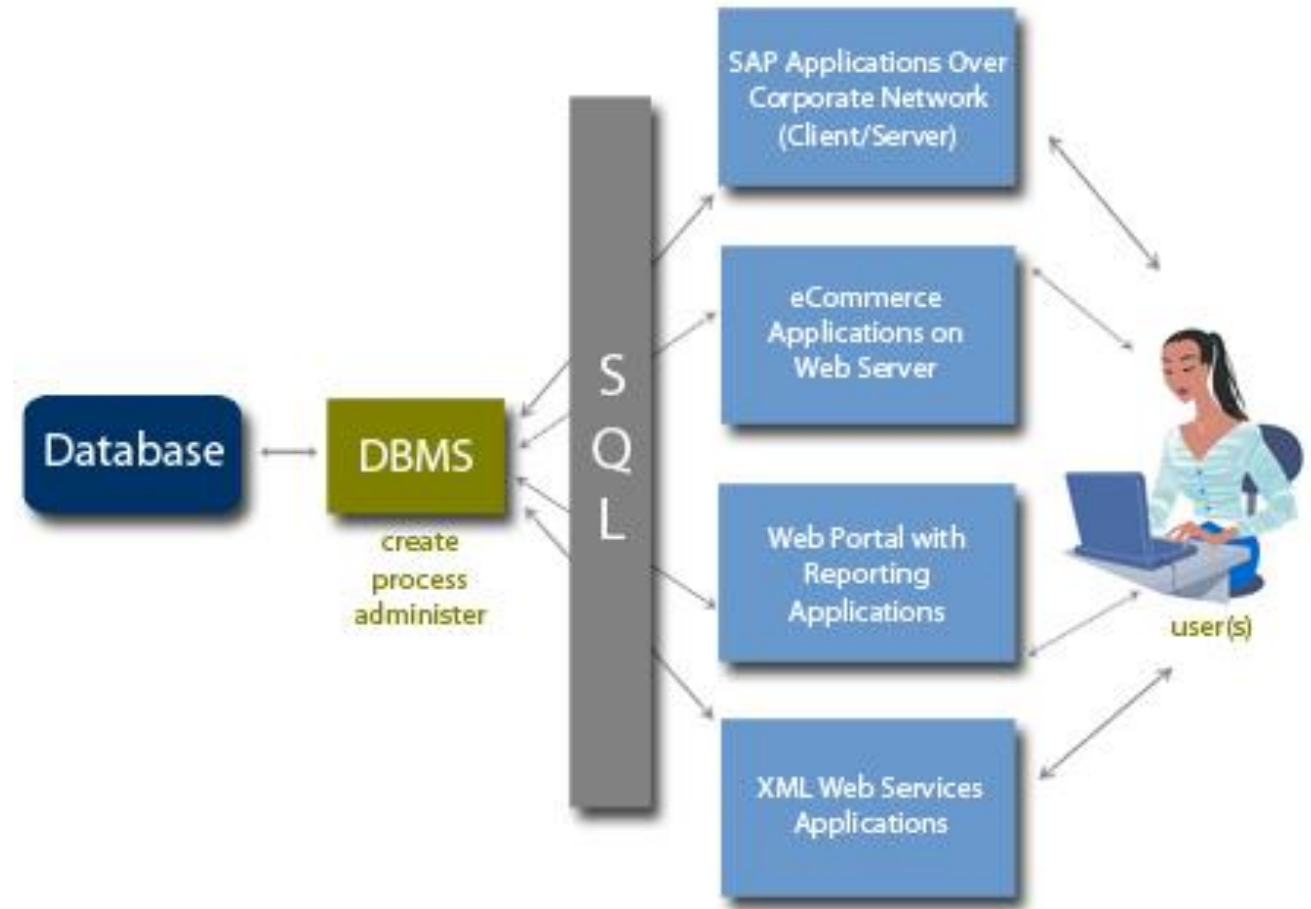 Database
DBMS
create
process
administer
S
Q
L
SAP Applications Over
Corporate Network
(Client/Server)
eCommerce
Applications on
Web Server
Web Portal with
Reporting
Applications
XML Web Services
Applications
user(s)